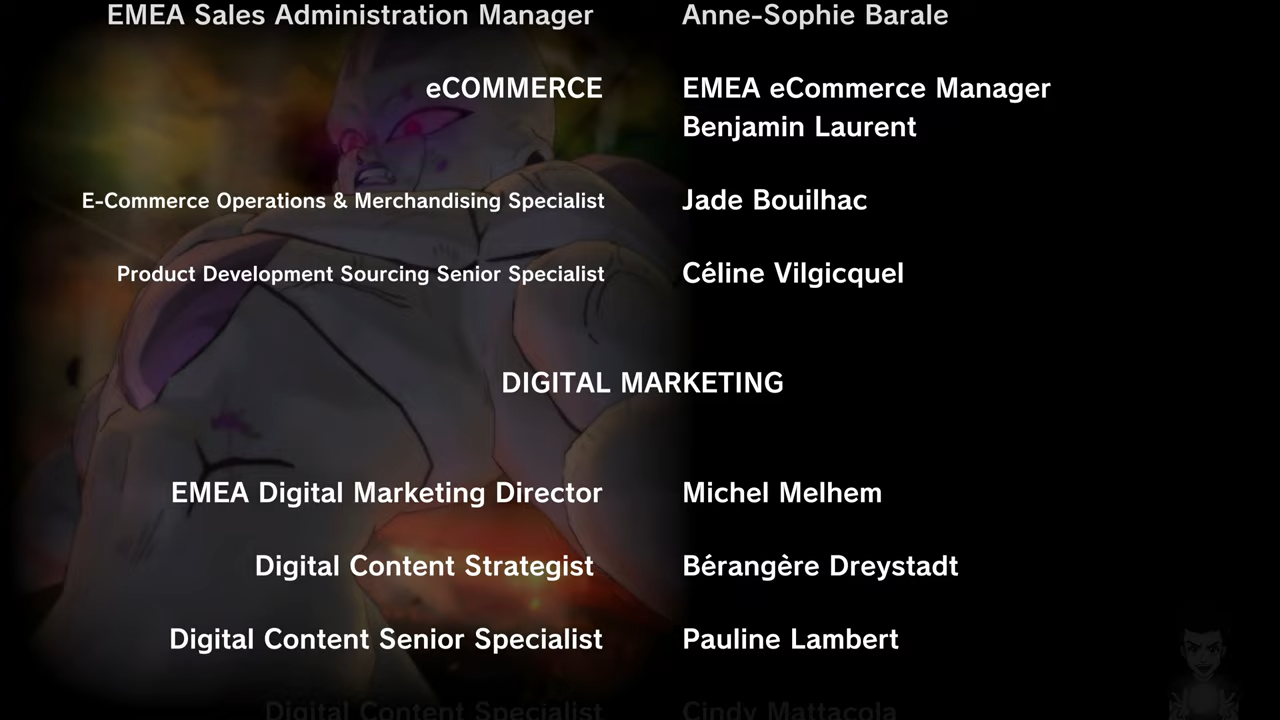 EMEA Sales Administration Manager Anne-Sophie Barale
eCOMMERCE EMEA eCommerce Manager
Benjamin Laurent
E-Commerce Operations & Merchandising Specialist Jade Bouilhac
Product Development Sourcing Senior Specialist Céline Vilgicquel
DIGITAL MARKETING
EMEA Digital Marketing Director Michel Melhem
Digital Content Strategist Bérangère Dreystadt
Digital Content Senior Specialist Pauline Lambert
Digital Content Specialist Cindy Mattacola